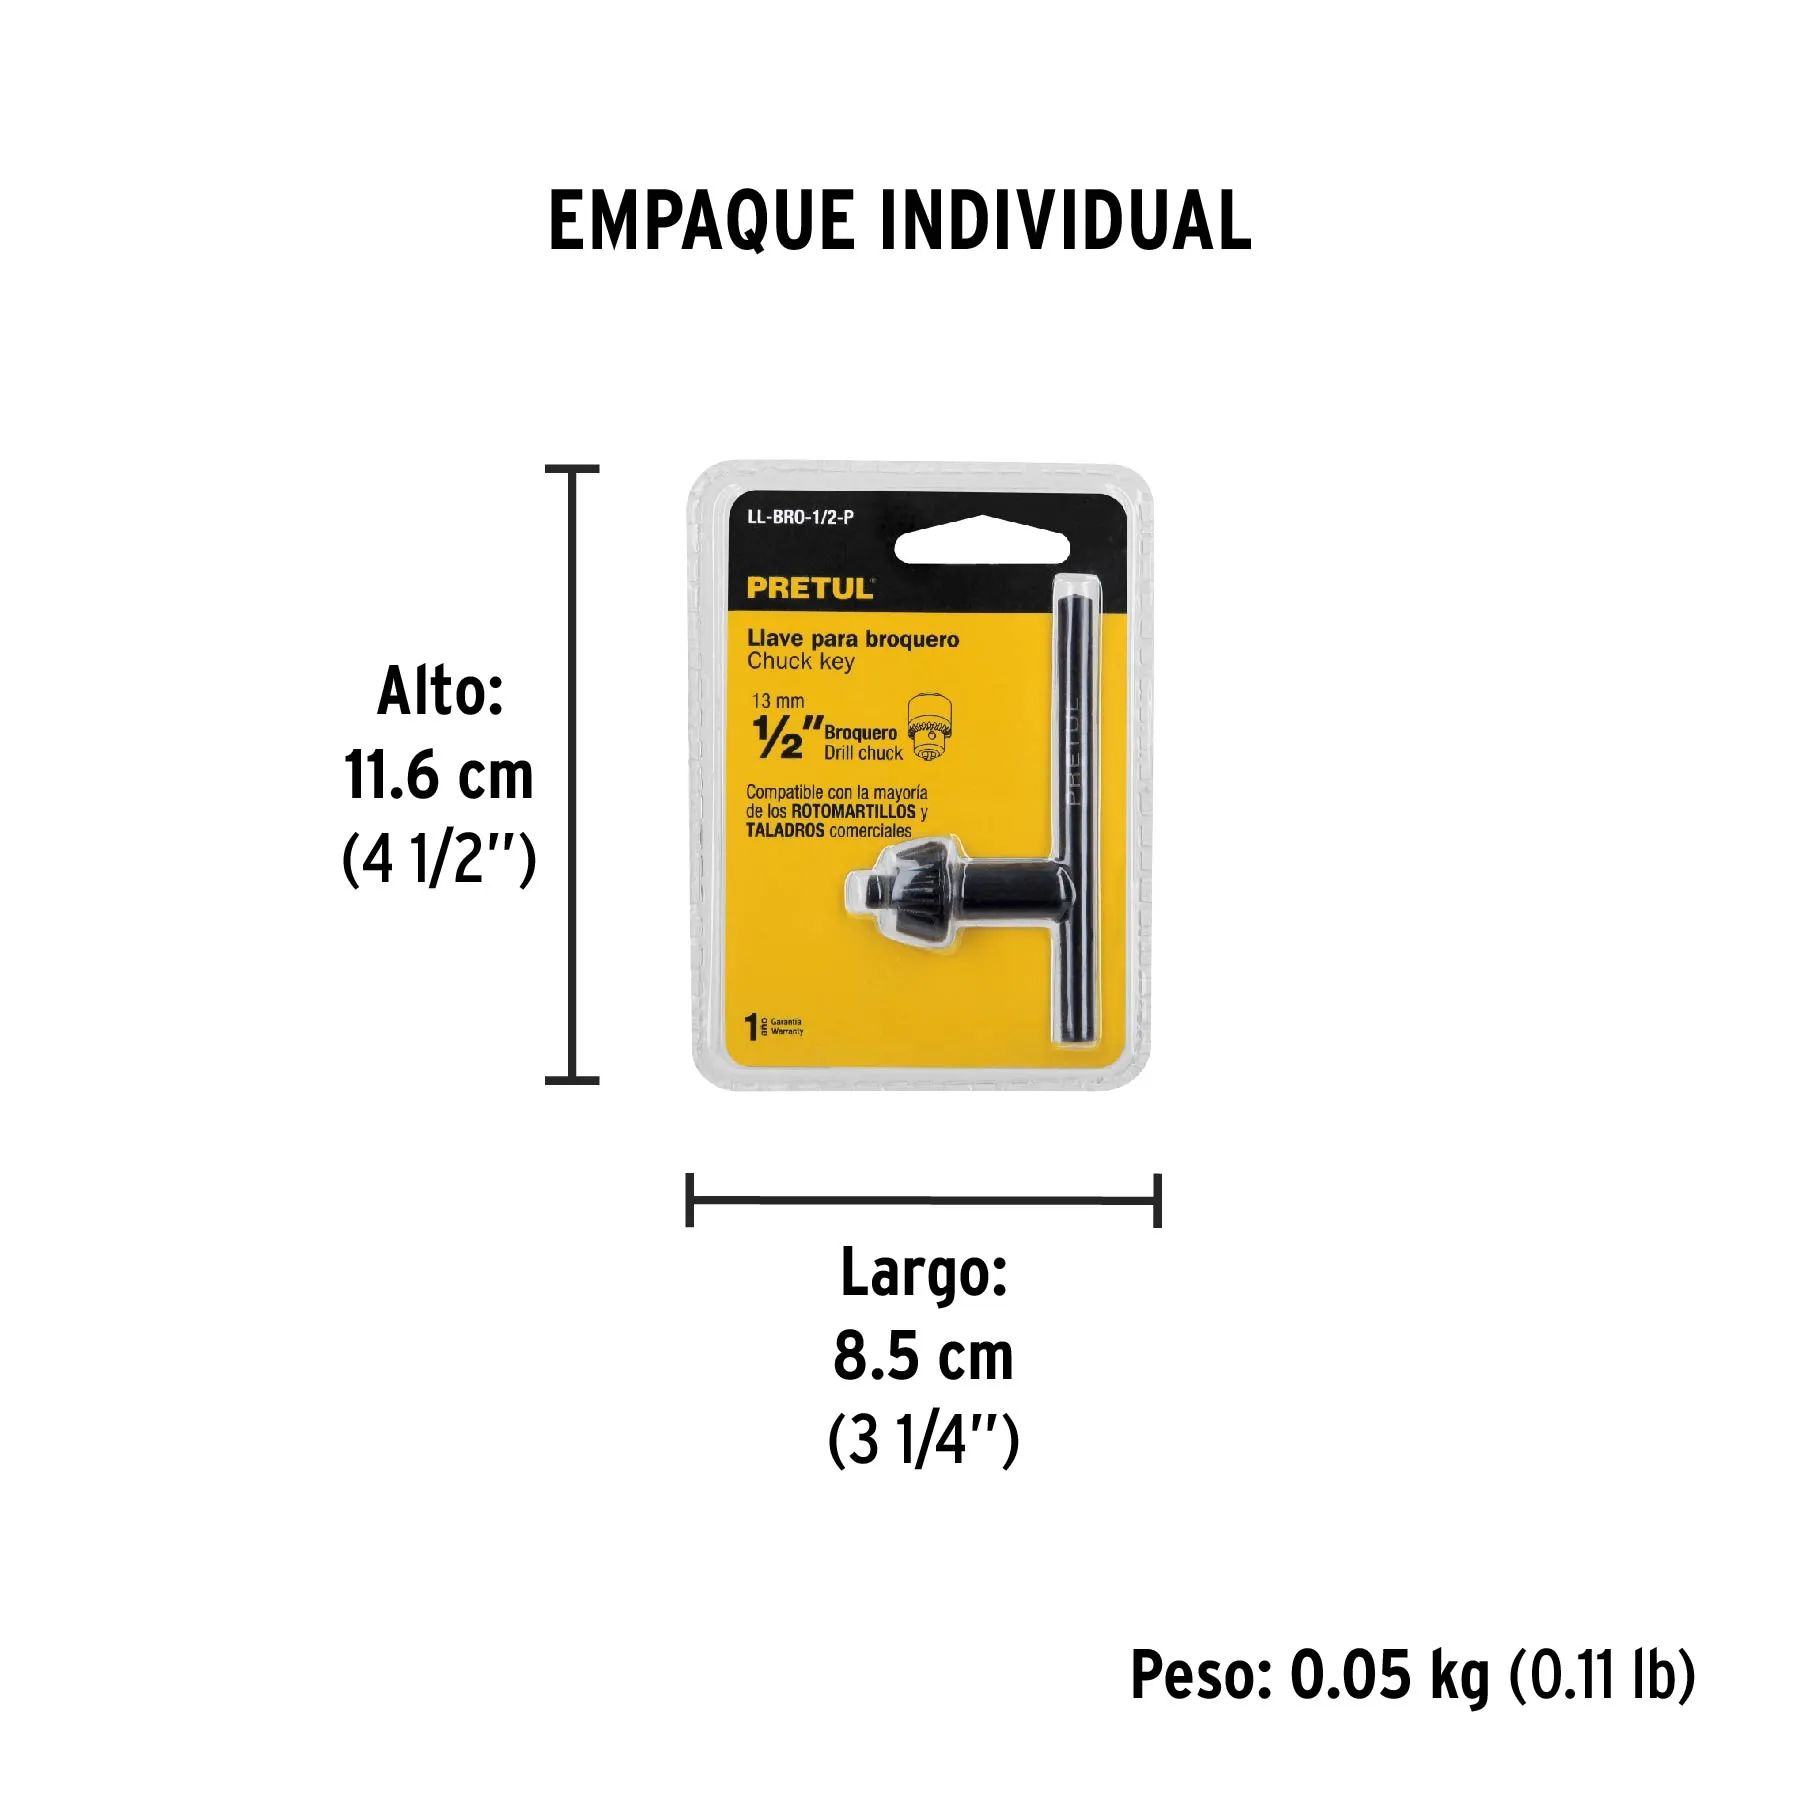 EMPAQUE INDIVIDUAL
LL-BRO-1/2-P
PRETUL®
Llave para broquero
Chuck key
13 mm
1/2" Broquero
Drill chuck
Compatible con la mayoría
de los ROTOMARTILLOS y
TALADROS comerciales
PRETUL
1 año Garantía
Warranty
Alto:
11.6 cm
(4 1/2")
Largo:
8.5 cm
(3 1/4")
Peso: 0.05 kg (0.11 lb)